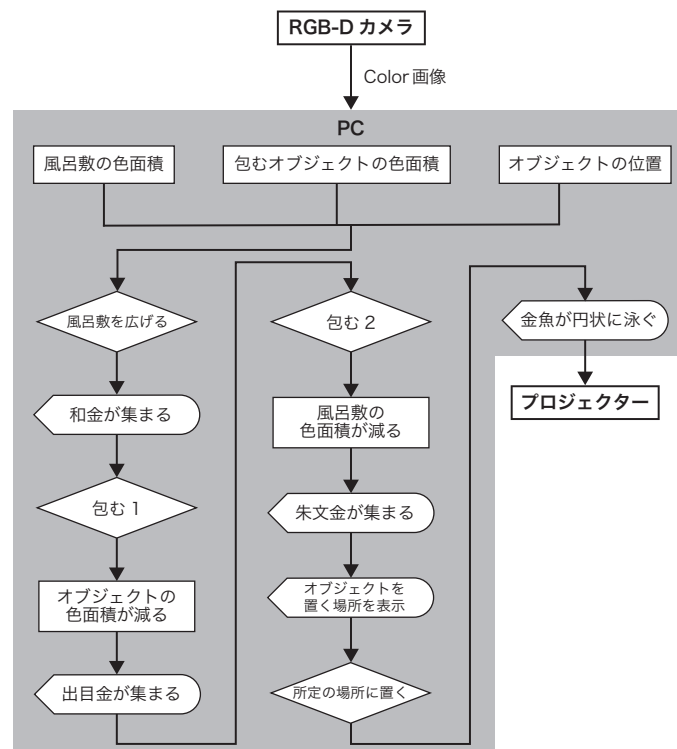 RGB-D カメラ
Color 画像
PC
風呂敷の色面積
包むオブジェクトの色面積
オブジェクトの位置
風呂敷を広げる
和金が集まる
包む 1
オブジェクトの
色面積が減る
出目金が集まる
包む 2
風呂敷の
色面積が減る
朱文金が集まる
オブジェクトを
置く場所を表示
所定の場所に置く
金魚が円状に泳ぐ
プロジェクター